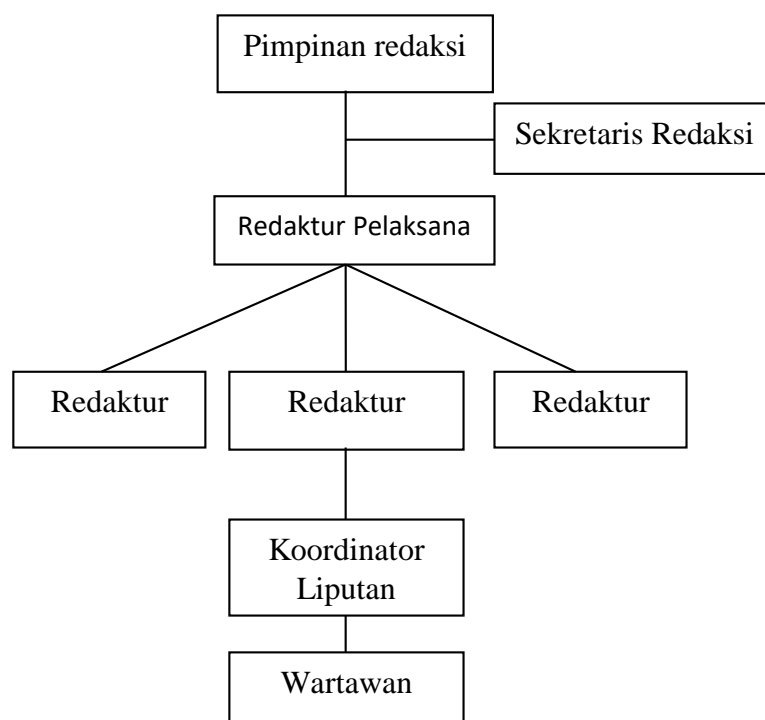 Pimpinan redaksi
Sekretaris Redaksi
Redaktur Pelaksana
Redaktur
Redaktur
Redaktur
Koordinator
Liputan
Wartawan